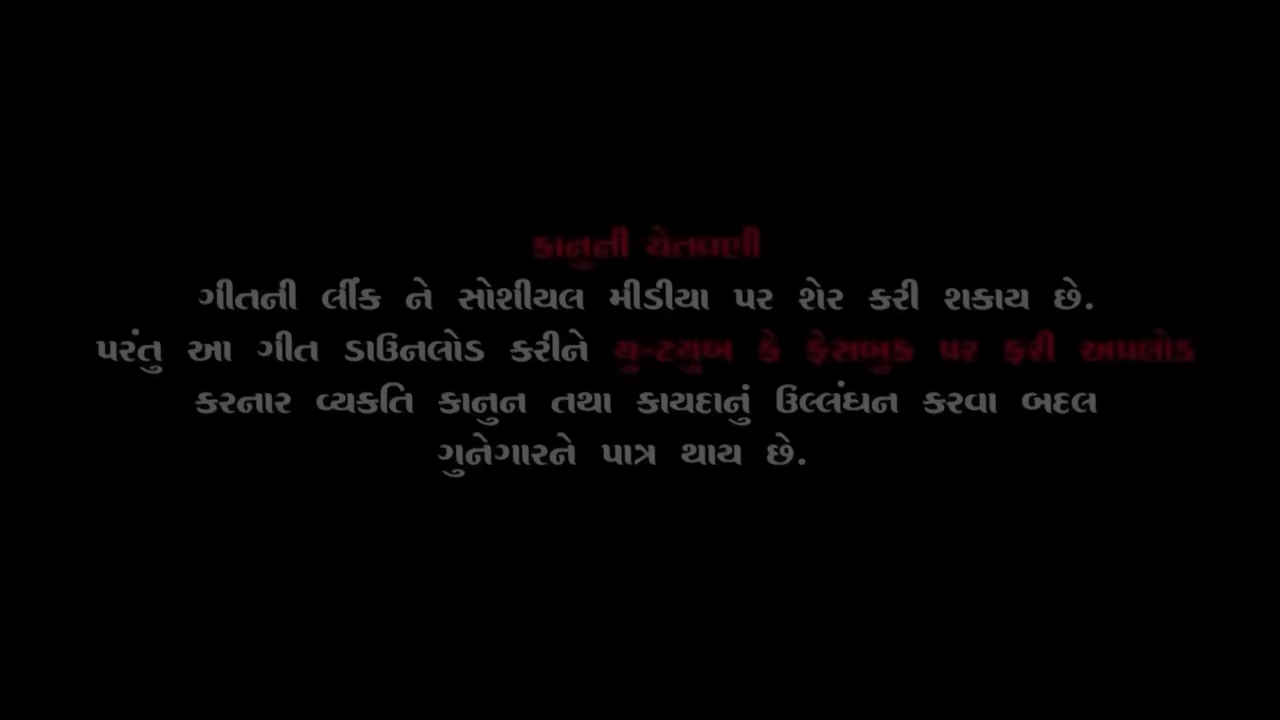 કાનુની ચેતવણી
ગીતની લીંક ને સોશીયલ મીડીયા પર શેર કરી શકાય છે.
પરંતુ આ ગીત ડાઉનલોડ કરીને યુ-ટયુબ કે ફેસબુક પર ફરી અપલોડ
કરનાર વ્યકતિ કાનુન તથા કાયદાનું ઉલ્લંઘન કરવા બદલ
ગુનેગારને પાત્ર થાય છે.